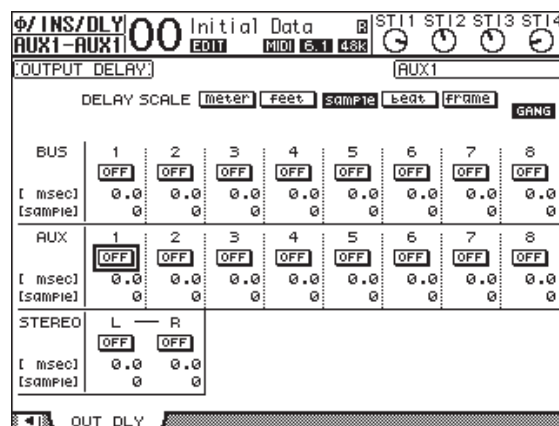 Φ/INS/DLY 00 Initial Data ST11 ST12 ST13 ST14
AUX1-AUX1 EDIT MIDI 6.1 48k
OUTPUT DELAY AUX1
DELAY SCALE meter feet sample beat frame
GANG
BUS 1 2 3 4 5 6 7 8
OFF OFF OFF OFF OFF OFF OFF OFF
[ msec] 0.0 0.0 0.0 0.0 0.0 0.0 0.0 0.0
[sample] 0 0 0 0 0 0 0 0
AUX 1 2 3 4 5 6 7 8
OFF OFF OFF OFF OFF OFF OFF OFF
[ msec] 0.0 0.0 0.0 0.0 0.0 0.0 0.0 0.0
[sample] 0 0 0 0 0 0 0 0
STEREO L — R
OFF OFF
[ msec] 0.0 0.0
[sample] 0 0
OUT DLY